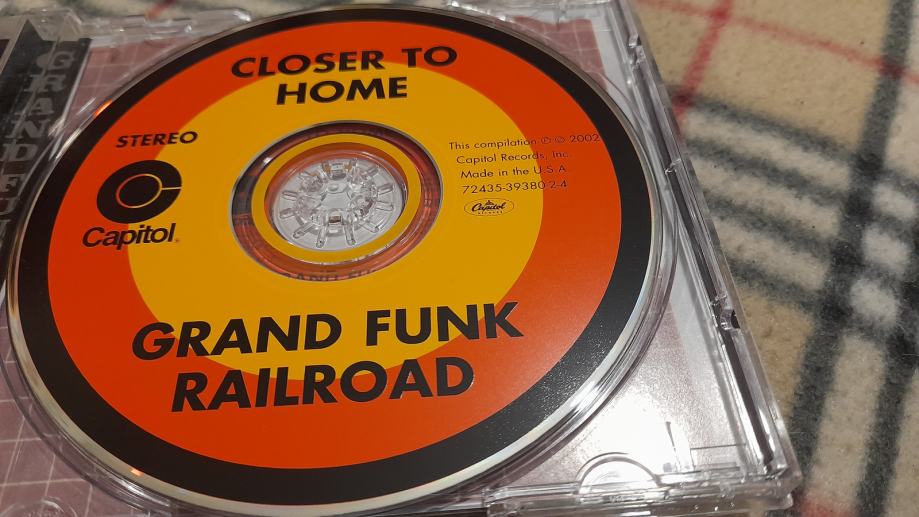 CLOSER TO
HOME
STEREO
Capitol
This compilation ℗ © 2002
Capitol Records, Inc.
Made in the U.S.A.
72435-39380-2-4
Capitol
GRAND FUNK
RAILROAD